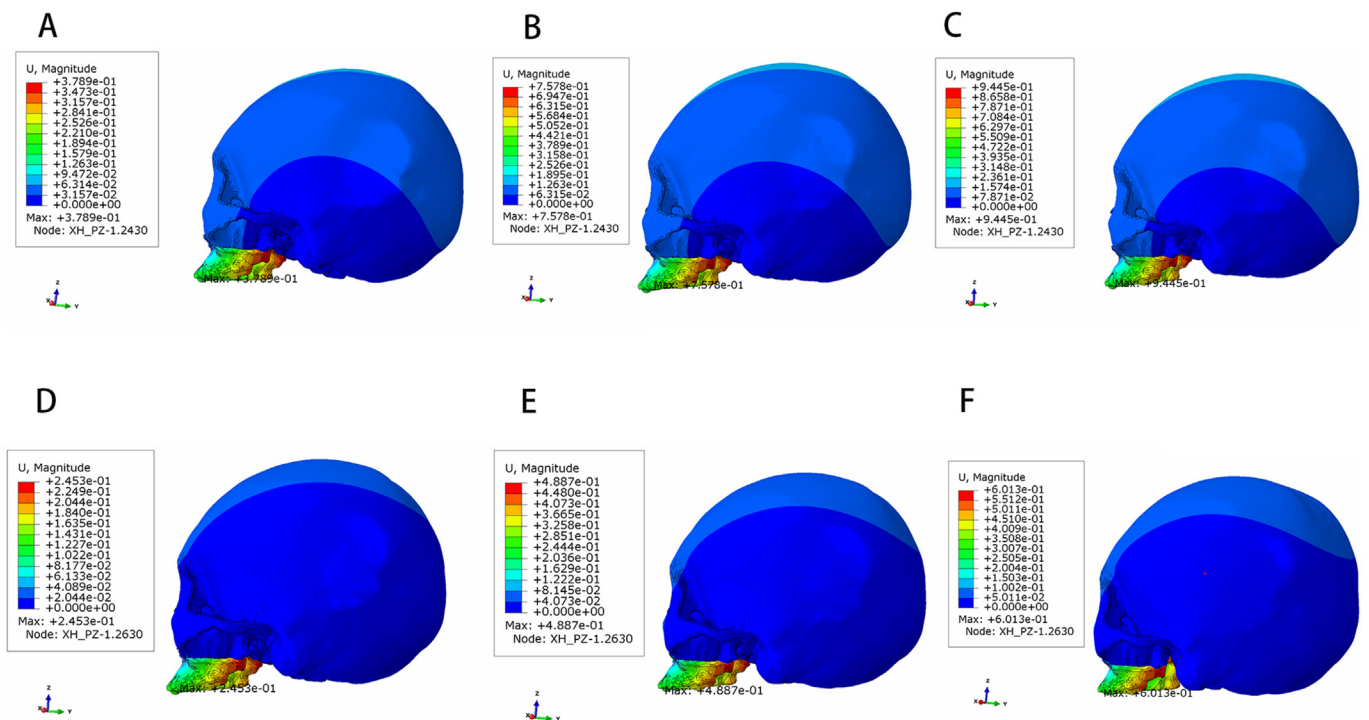 A
U, Magnitude
+3.789e-01
+3.473e-01
+3.157e-01
+2.841e-01
+2.526e-01
+2.210e-01
+1.894e-01
+1.579e-01
+1.263e-01
+9.472e-02
+6.314e-02
+3.157e-02
+0.000e+00
Max: +3.789e-01
Node: XH_PZ-1.2430
Max: +3.789e-01
Z
X
Y
B
U, Magnitude
+7.578e-01
+6.947e-01
+6.315e-01
+5.684e-01
+5.052e-01
+4.421e-01
+3.789e-01
+3.158e-01
+2.526e-01
+1.895e-01
+1.263e-01
+6.315e-02
+0.000e+00
Max: +7.578e-01
Node: XH_PZ-1.2430
Max: +7.578e-01
Z
X
Y
C
U, Magnitude
+9.445e-01
+8.658e-01
+7.871e-01
+7.084e-01
+6.297e-01
+5.509e-01
+4.722e-01
+3.935e-01
+3.148e-01
+2.361e-01
+1.574e-01
+7.871e-02
+0.000e+00
Max: +9.445e-01
Node: XH_PZ-1.2430
Max: +9.445e-01
Z
X
Y
D
U, Magnitude
+2.453e-01
+2.249e-01
+2.044e-01
+1.840e-01
+1.635e-01
+1.431e-01
+1.227e-01
+1.022e-01
+8.177e-02
+6.133e-02
+4.089e-02
+2.044e-02
+0.000e+00
Max: +2.453e-01
Node: XH_PZ-1.2630
Max: +2.453e-01
Z
X
Y
E
U, Magnitude
+4.887e-01
+4.480e-01
+4.073e-01
+3.665e-01
+3.258e-01
+2.851e-01
+2.444e-01
+2.036e-01
+1.629e-01
+1.222e-01
+8.145e-02
+4.073e-02
+0.000e+00
Max: +4.887e-01
Node: XH_PZ-1.2630
Max: +4.887e-01
Z
X
Y
F
U, Magnitude
+6.013e-01
+5.512e-01
+5.011e-01
+4.510e-01
+4.009e-01
+3.508e-01
+3.007e-01
+2.505e-01
+2.004e-01
+1.503e-01
+1.002e-01
+5.011e-02
+0.000e+00
Max: +6.013e-01
Node: XH_PZ-1.2630
Max: +6.013e-01
Z
X
Y